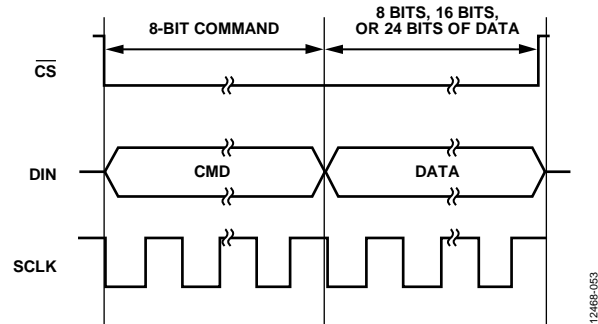 8-BIT COMMAND
8 BITS, 16 BITS,
OR 24 BITS OF DATA
CS
DIN
CMD
DATA
SCLK
12468-053